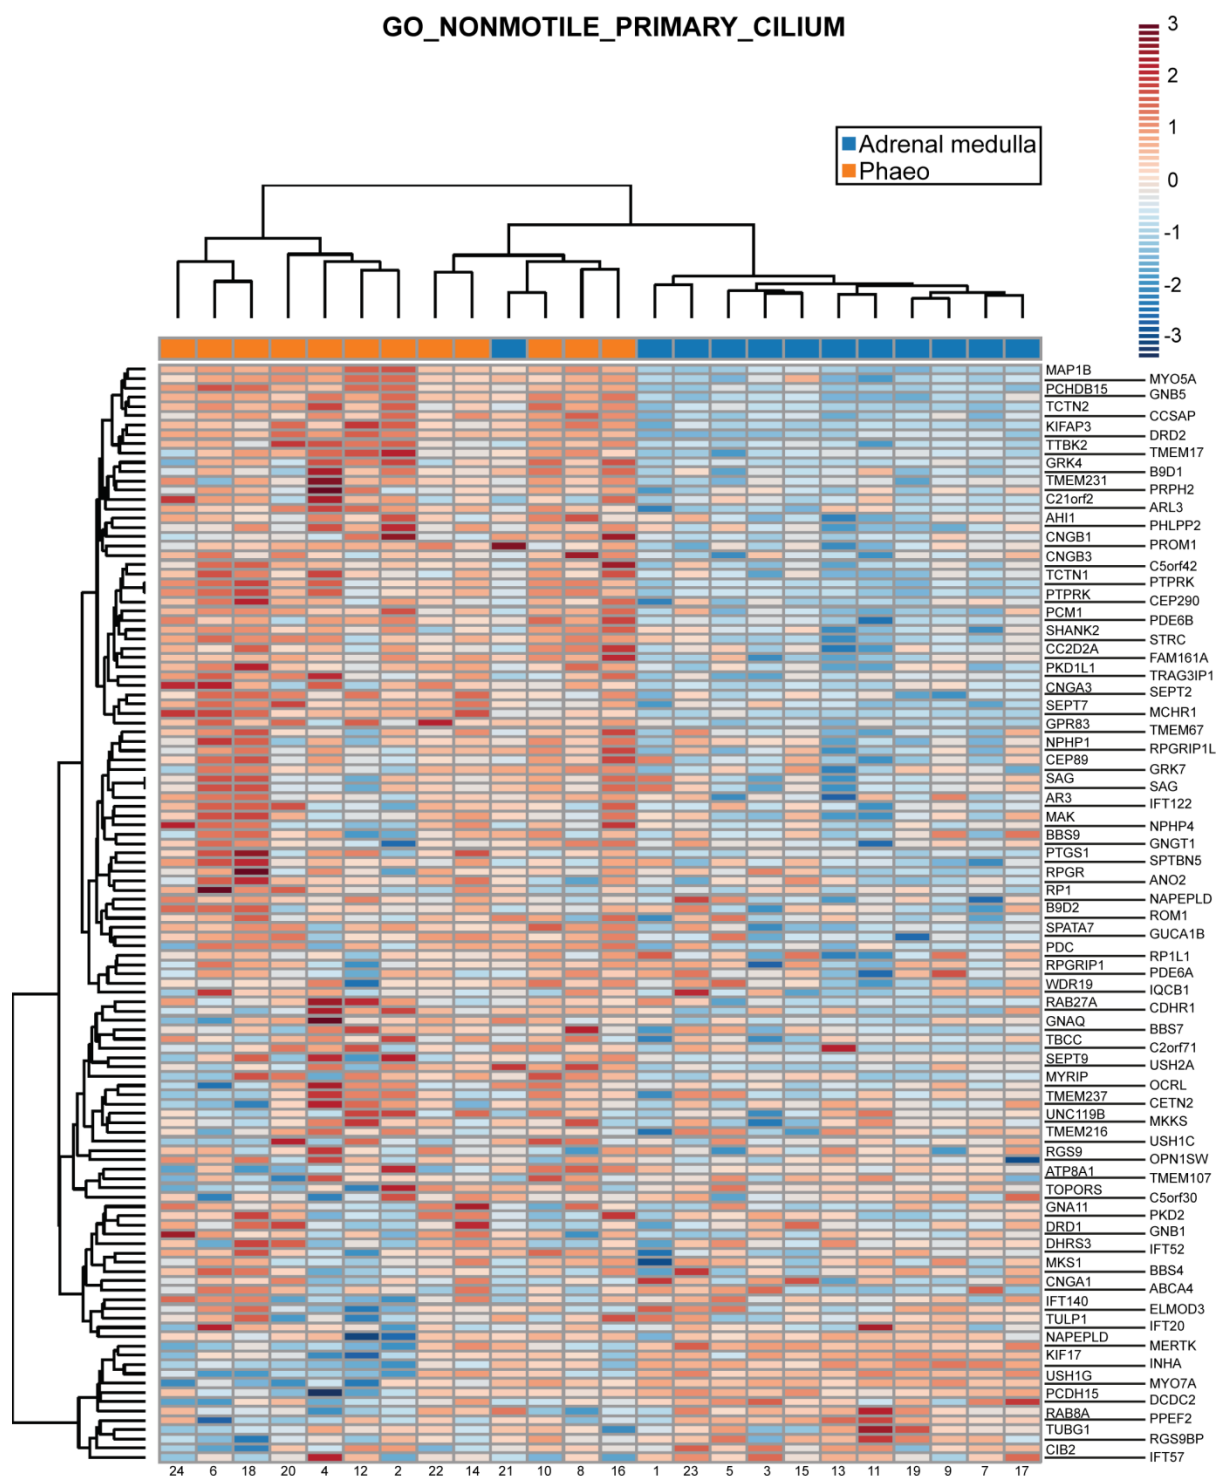 GO_NONMOTILE_PRIMARY_CILIUM
3
2
1
0
-1
-2
-3
Adrenal medulla
Phaeo
MAP1B
MYO5A
PCHDB15
GNB5
TCTN2
CCSAP
KIFAP3
DRD2
TTBK2
TMEM17
GRK4
B9D1
TMEM231
PRPH2
C21orf2
ARL3
AHI1
PHLPP2
CNGB1
PROM1
CNGB3
C5orf42
TCTN1
PTPRK
PTPRK
CEP290
PCM1
PDE6B
SHANK2
STRC
CC2D2A
FAM161A
PKD1L1
TRAG3IP1
CNGA3
SEPT2
SEPT7
MCHR1
GPR83
TMEM67
NPHP1
RPGRIP1L
CEP89
GRK7
SAG
SAG
AR3
IFT122
MAK
NPHP4
BBS9
GNGT1
PTGS1
SPTBN5
RPGR
ANO2
RP1
NAPEPLD
B9D2
ROM1
SPATA7
GUCA1B
PDC
RP1L1
RPGRIP1
PDE6A
WDR19
IQCB1
RAB27A
CDHR1
GNAQ
BBS7
TBCC
C2orf71
SEPT9
USH2A
MYRIP
OCRL
TMEM237
CETN2
UNC119B
MKKS
TMEM216
USH1C
RGS9
OPN1SW
ATP8A1
TMEM107
TOPORS
C5orf30
GNA11
PKD2
DRD1
GNB1
DHRS3
IFT52
MKS1
BBS4
CNGA1
ABCA4
IFT140
ELMOD3
TULP1
IFT20
NAPEPLD
MERTK
KIF17
INHA
USH1G
MYO7A
PCDH15
DCDC2
RAB8A
PPEF2
TUBG1
RGS9BP
CIB2
IFT57
24 6 18 20 4 12 2 22 14 21 10 8 16 1 23 5 3 15 13 11 19 9 7 17